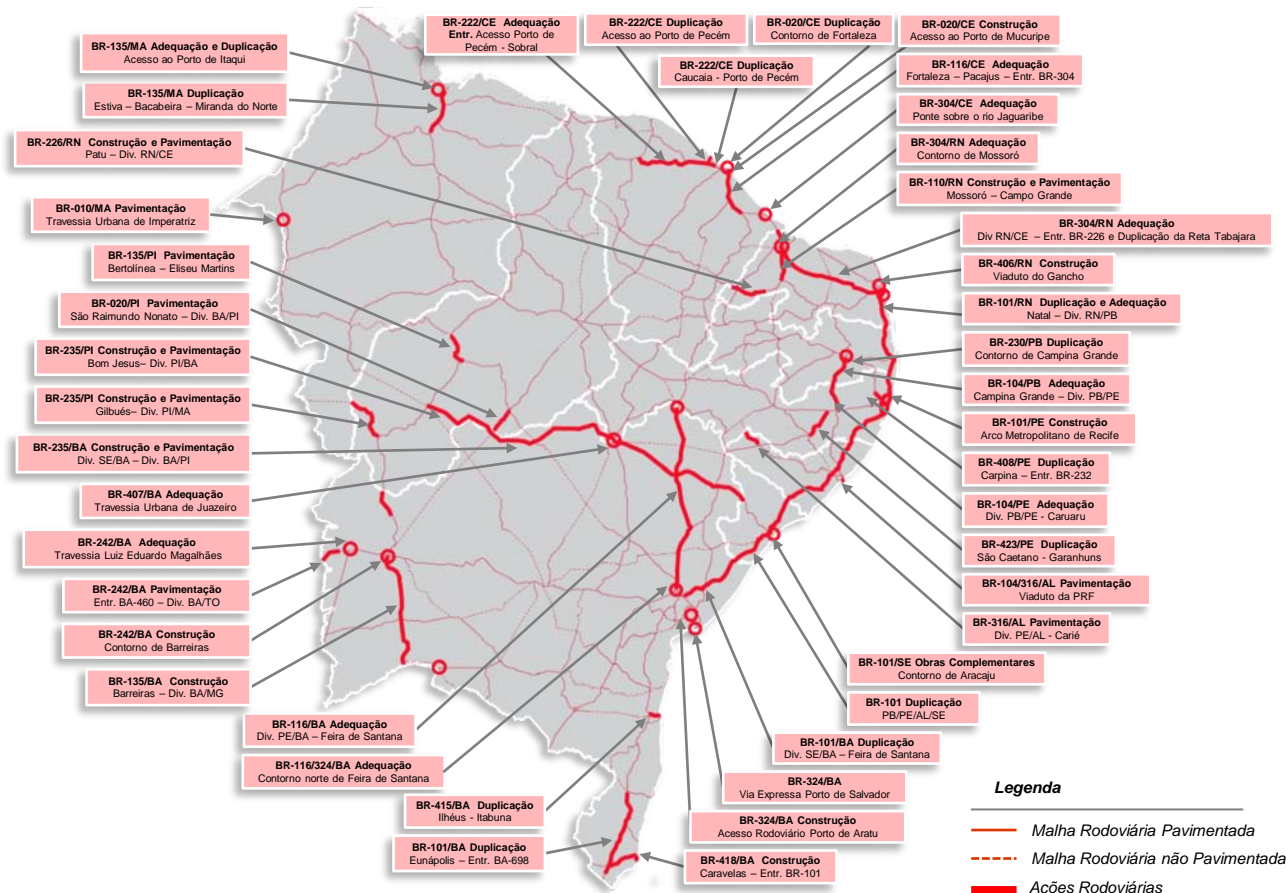 BR-135/MA Adequação e Duplicação
Acesso ao Porto de Itaqui
BR-135/MA Duplicação
Estiva – Bacabeira – Miranda do Norte
BR-226/RN Construção e Pavimentação
Patu – Div. RN/CE
BR-010/MA Pavimentação
Travessia Urbana de Imperatriz
BR-135/PI Pavimentação
Bertolínea – Eliseu Martins
BR-020/PI Pavimentação
São Raimundo Nonato – Div. BA/PI
BR-235/PI Construção e Pavimentação
Bom Jesus– Div. PI/BA
BR-235/PI Construção e Pavimentação
Gilbués– Div. PI/MA
BR-235/BA Construção e Pavimentação
Div. SE/BA – Div. BA/PI
BR-407/BA Adequação
Travessia Urbana de Juazeiro
BR-242/BA Adequação
Travessia Luiz Eduardo Magalhães
BR-242/BA Pavimentação
Entr. BA-460 – Div. BA/TO
BR-242/BA Construção
Contorno de Barreiras
BR-135/BA Construção
Barreiras – Div. BA/MG
BR-116/BA Adequação
Div. PE/BA – Feira de Santana
BR-116/324/BA Adequação
Contorno norte de Feira de Santana
BR-415/BA Duplicação
Ilhéus - Itabuna
BR-101/BA Duplicação
Eunápolis – Entr. BA-698
BR-222/CE Adequação
Entr. Acesso Porto de
Pecém - Sobral
BR-222/CE Duplicação
Acesso ao Porto de Pecém
BR-222/CE Duplicação
Caucaia - Porto de Pecém
BR-020/CE Duplicação
Contorno de Fortaleza
BR-020/CE Construção
Acesso ao Porto de Mucuripe
BR-116/CE Adequação
Fortaleza – Pacajus – Entr. BR-304
BR-304/CE Adequação
Ponte sobre o rio Jaguaribe
BR-304/RN Adequação
Contorno de Mossoró
BR-110/RN Construção e Pavimentação
Mossoró – Campo Grande
BR-304/RN Adequação
Div RN/CE – Entr. BR-226 e Duplicação da Reta Tabajara
BR-406/RN Construção
Viaduto do Gancho
BR-101/RN Duplicação e Adequação
Natal – Div. RN/PB
BR-230/PB Duplicação
Contorno de Campina Grande
BR-104/PB Adequação
Campina Grande – Div. PB/PE
BR-101/PE Construção
Arco Metropolitano de Recife
BR-408/PE Duplicação
Carpina – Entr. BR-232
BR-104/PE Adequação
Div. PB/PE - Caruaru
BR-423/PE Duplicação
São Caetano - Garanhuns
BR-104/316/AL Pavimentação
Viaduto da PRF
BR-316/AL Pavimentação
Div. PE/AL - Carié
BR-101/SE Obras Complementares
Contorno de Aracaju
BR-101 Duplicação
PB/PE/AL/SE
BR-101/BA Duplicação
Div. SE/BA – Feira de Santana
BR-324/BA
Via Expressa Porto de Salvador
BR-324/BA Construção
Acesso Rodoviário Porto de Aratu
BR-418/BA Construção
Caravelas – Entr. BR-101
Legenda
Malha Rodoviária Pavimentada
Malha Rodoviária não Pavimentada
Ações Rodoviárias